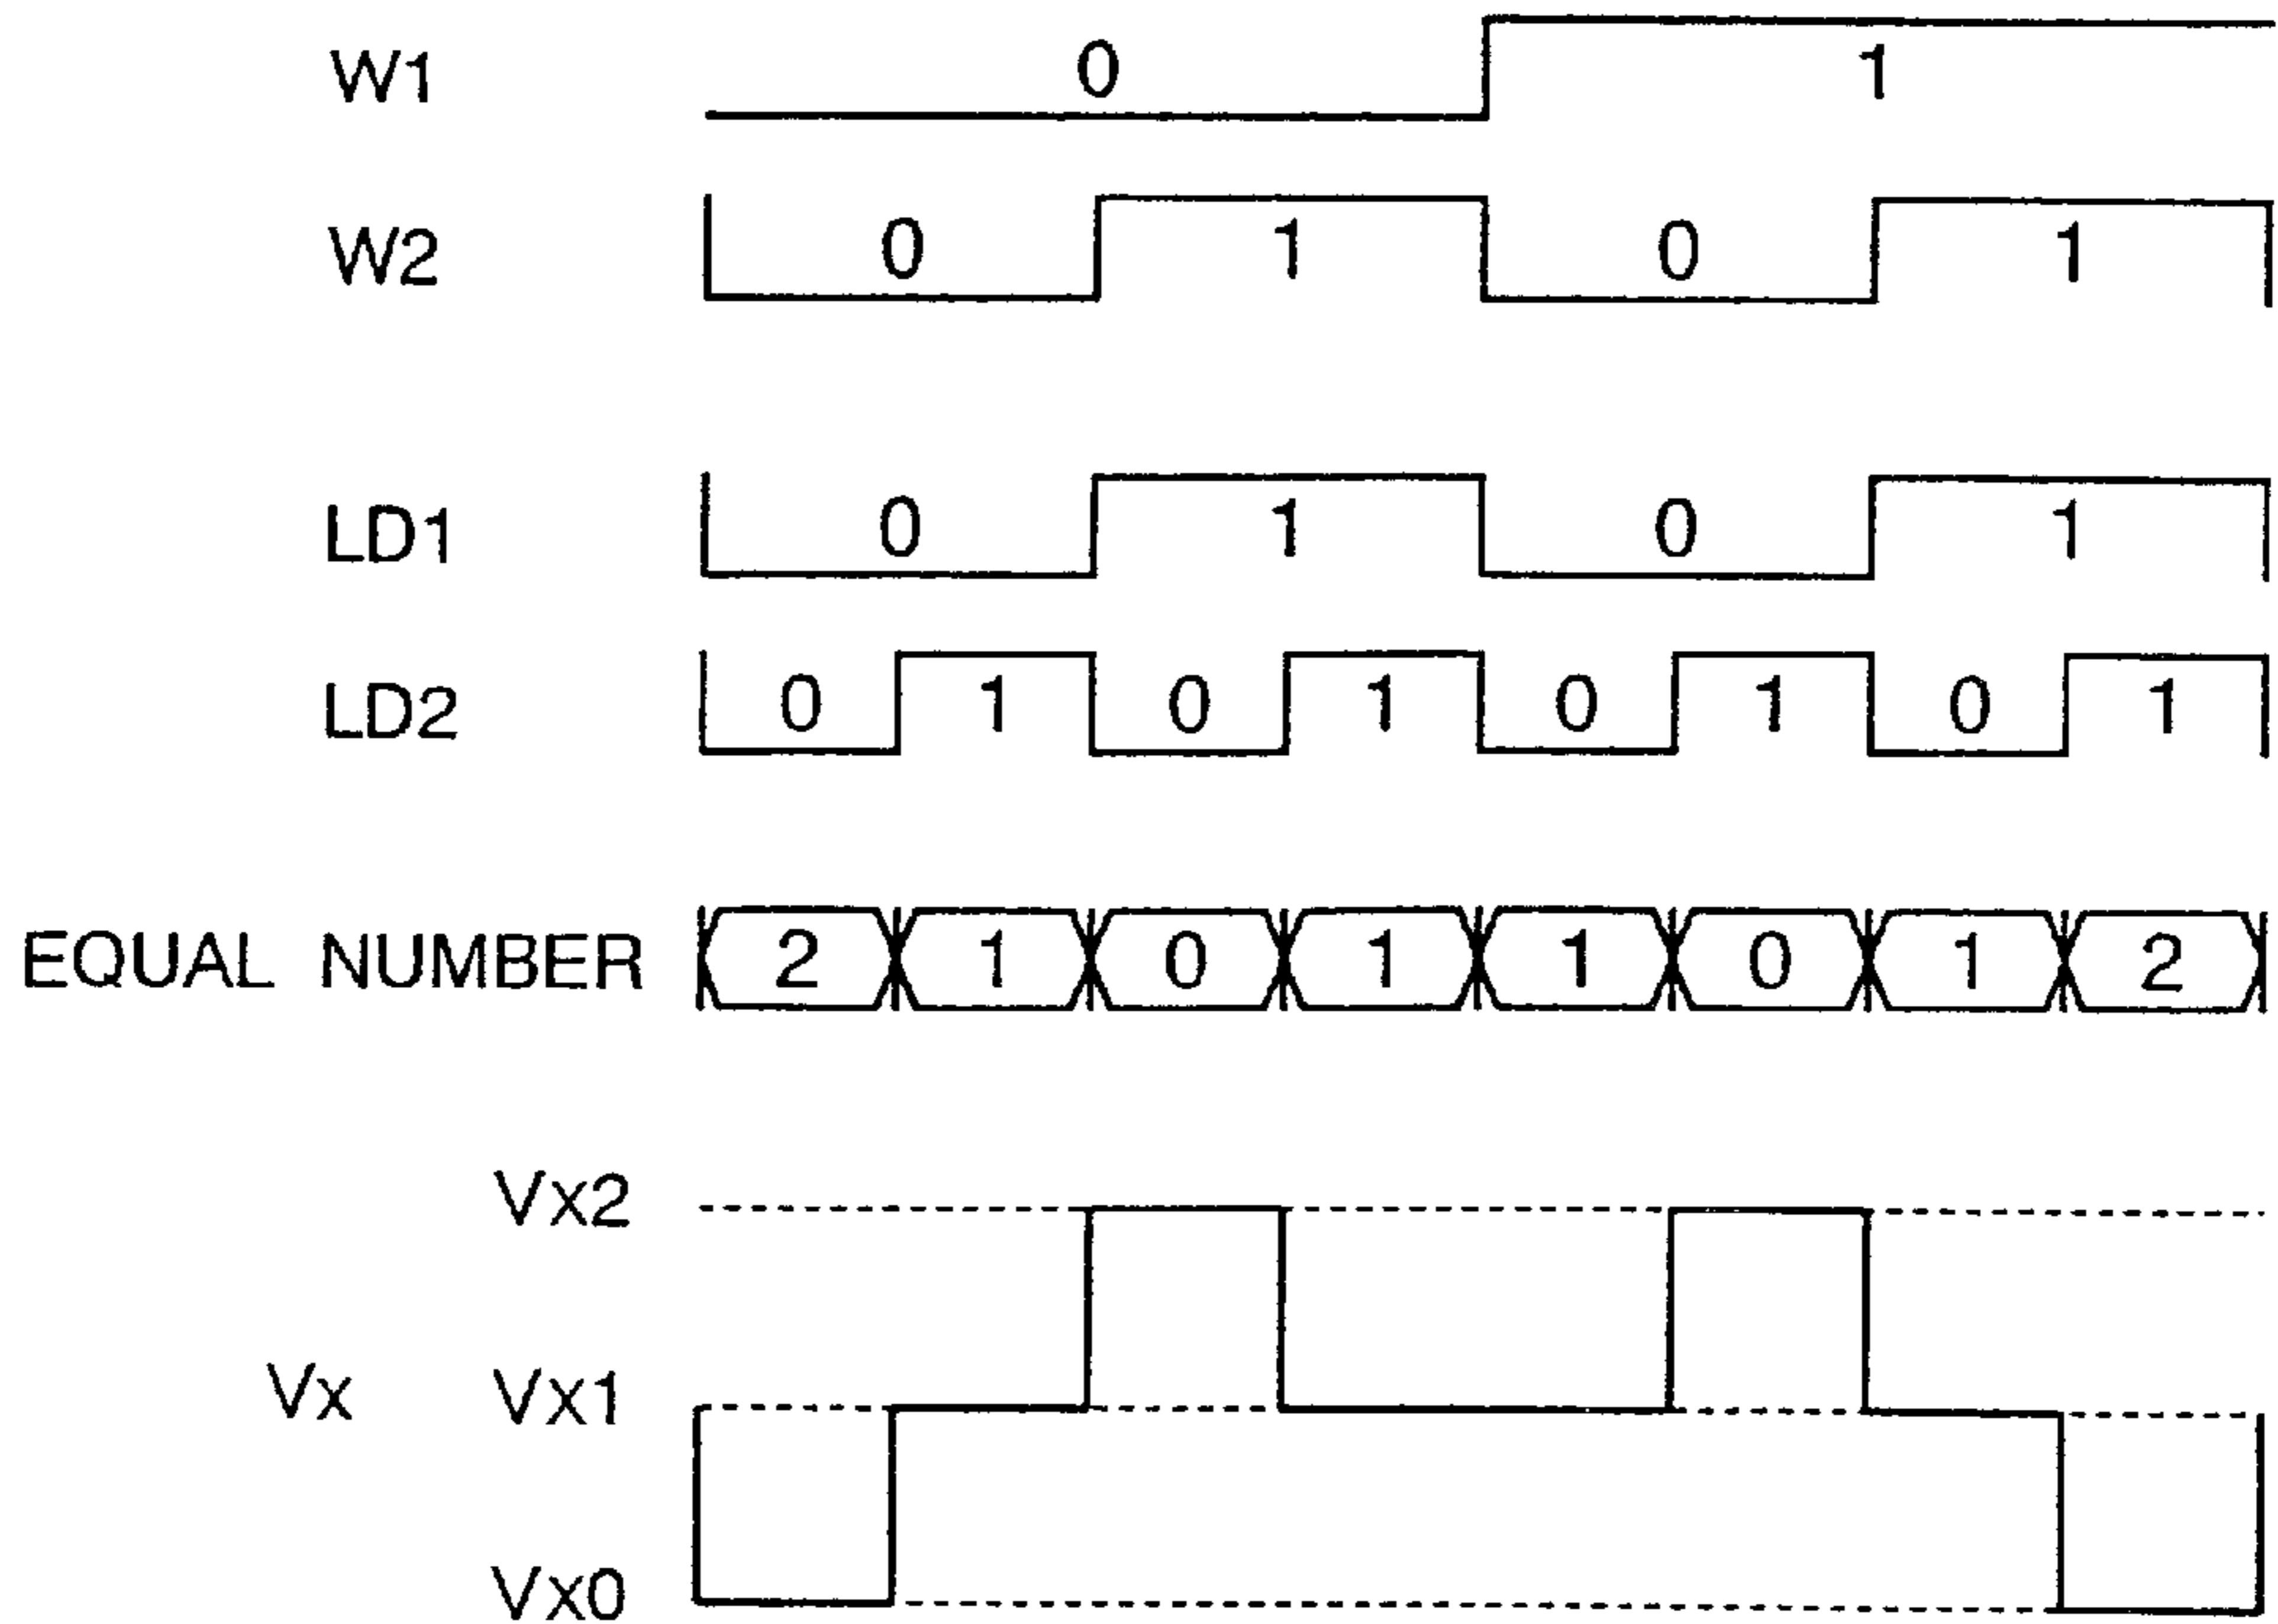 W1 0 1
W2 0 1 0 1
LD1 0 1 0 1
LD2 0 1 0 1 0 1 0 1
EQUAL NUMBER 2 1 0 1 1 0 1 2
VX2
VX VX1
VX0